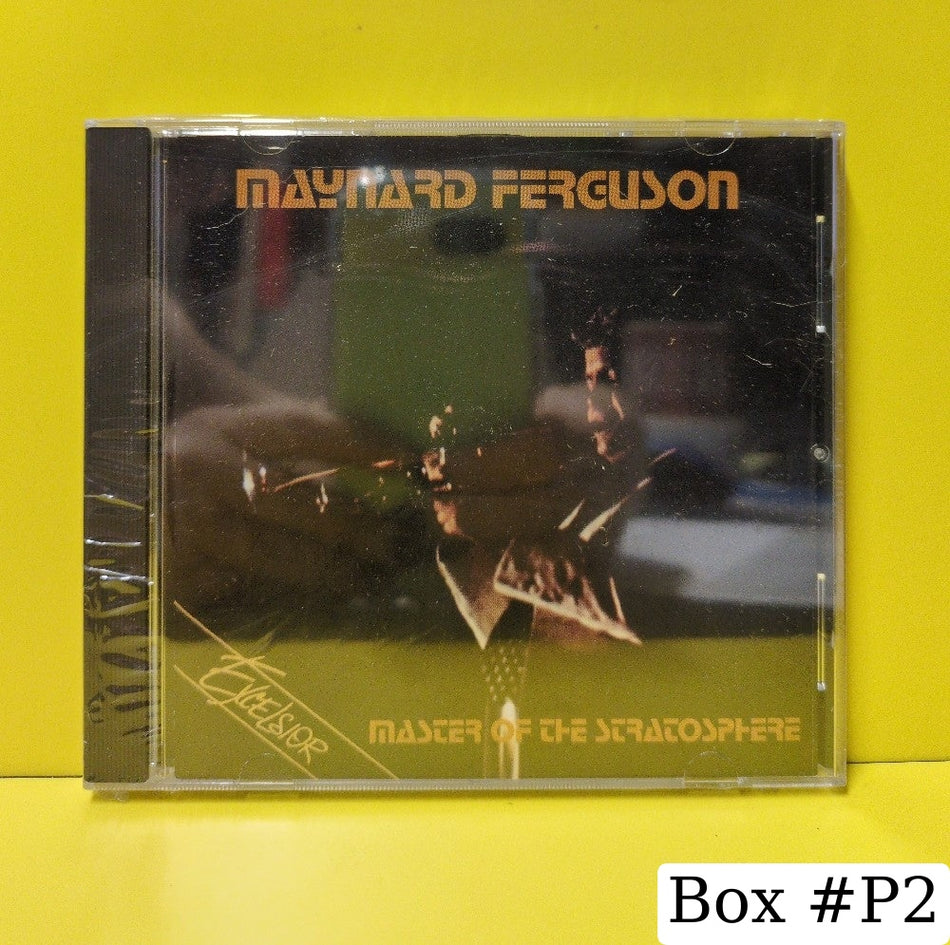 MAYNARD FERGUSON
EXCELSIOR
MASTER OF THE STRATOSPHERE
Box #P2